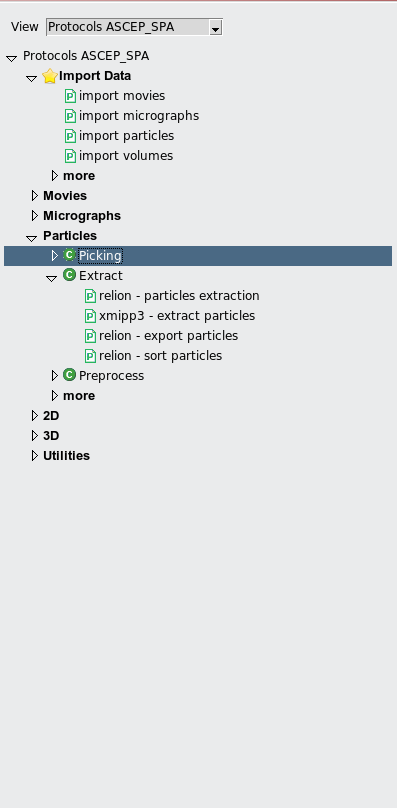 View Protocols ASCEP_SPA
Protocols ASCEP_SPA
Import Data
P import movies
P import micrographs
P import particles
P import volumes
more
Movies
Micrographs
Particles
C Picking
C Extract
P relion - particles extraction
P xmipp3 - extract particles
P relion - export particles
P relion - sort particles
C Preprocess
more
2D
3D
Utilities